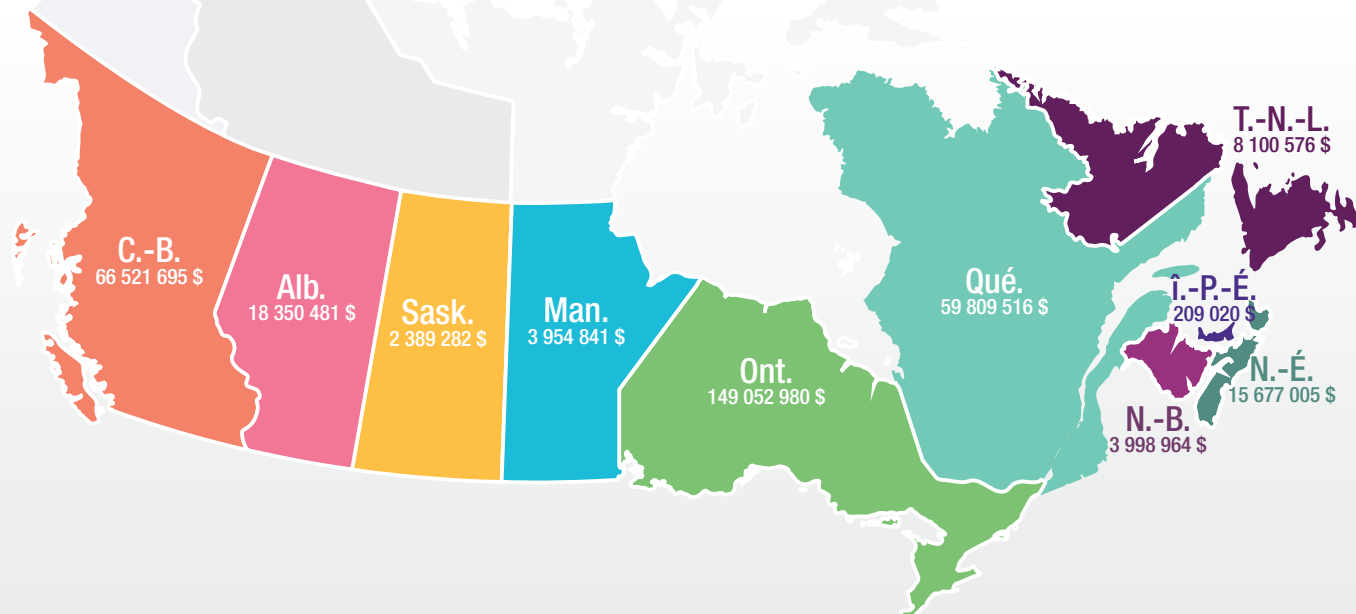 C.-B.
66 521 695 $
Alb.
18 350 481 $
Sask.
2 389 282 $
Man.
3 954 841 $
Ont.
149 052 980 $
Qué.
59 809 516 $
T.-N.-L.
8 100 576 $
Î.-P.-É.
209 020 $
N.-É.
15 677 005 $
N.-B.
3 998 964 $